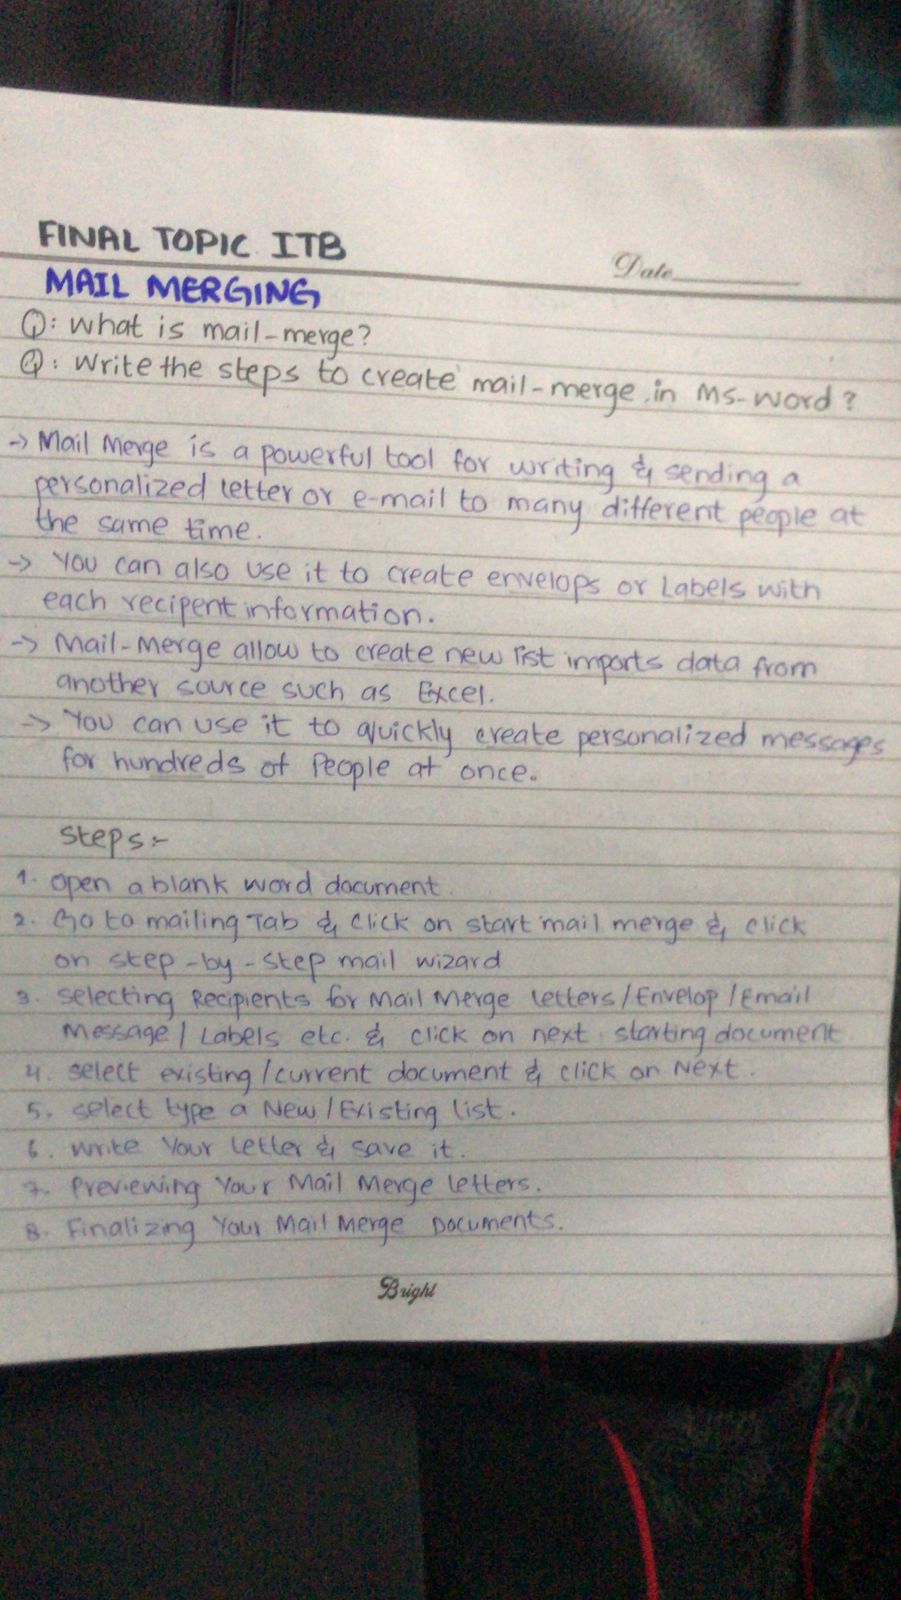 FINAL TOPIC ITB
Date
MAIL MERGING
Q: What is mail-merge?
Q: Write the steps to create mail-merge in Ms-Word?
-> Mail Merge is a powerful tool for writing & sending a
personalized letter or e-mail to many different people at
the same time.
-> You can also use it to create envelops or Labels with
each recipent information.
-> Mail-Merge allow to create new list imports data from
another source such as Excel.
-> You can use it to quickly create personalized messages
for hundreds of People at once.
Steps:-
1. open a blank word document.
2. Go to mailing Tab & click on start mail merge & click
on step-by-step mail wizard
3. Selecting Recipients for Mail Merge letters/Envelop/Email
Message/Labels etc. & click on next starting document
4. select existing/current document & click on Next.
5. select type a New/Existing list.
6. Write Your Letter & save it.
7. Previewing Your Mail Merge letters.
8. Finalizing Your Mail Merge Documents.
Bright